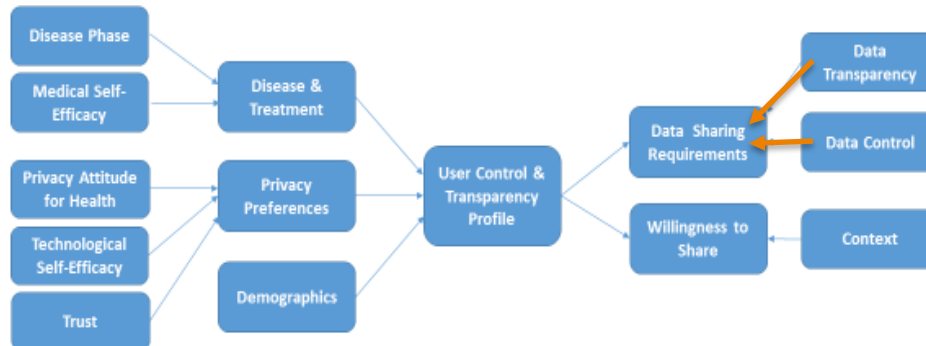 Disease Phase
Medical Self-
Efficacy
Privacy Attitude
for Health
Technological
Self-Efficacy
Trust
Disease &
Treatment
Privacy
Preferences
Demographics
User Control &
Transparency
Profile
Data Sharing
Requirements
Willingness to
Share
Data
Transparency
Data Control
Context